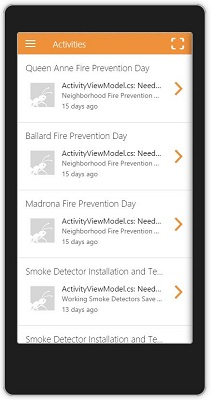 Activities
Queen Anne Fire Prevention Day
ActivityViewModel.cs: Need...
Neighborhood Fire Prevention ...
15 days ago
Ballard Fire Prevention Day
ActivityViewModel.cs: Need...
Neighborhood Fire Prevention ...
15 days ago
Madrona Fire Prevention Day
ActivityViewModel.cs: Need...
Neighborhood Fire Prevention ...
15 days ago
Smoke Detector Installation and Te...
ActivityViewModel.cs: Need...
Working Smoke Detectors Save ...
13 days ago
Smoke Detector Installation and Te...